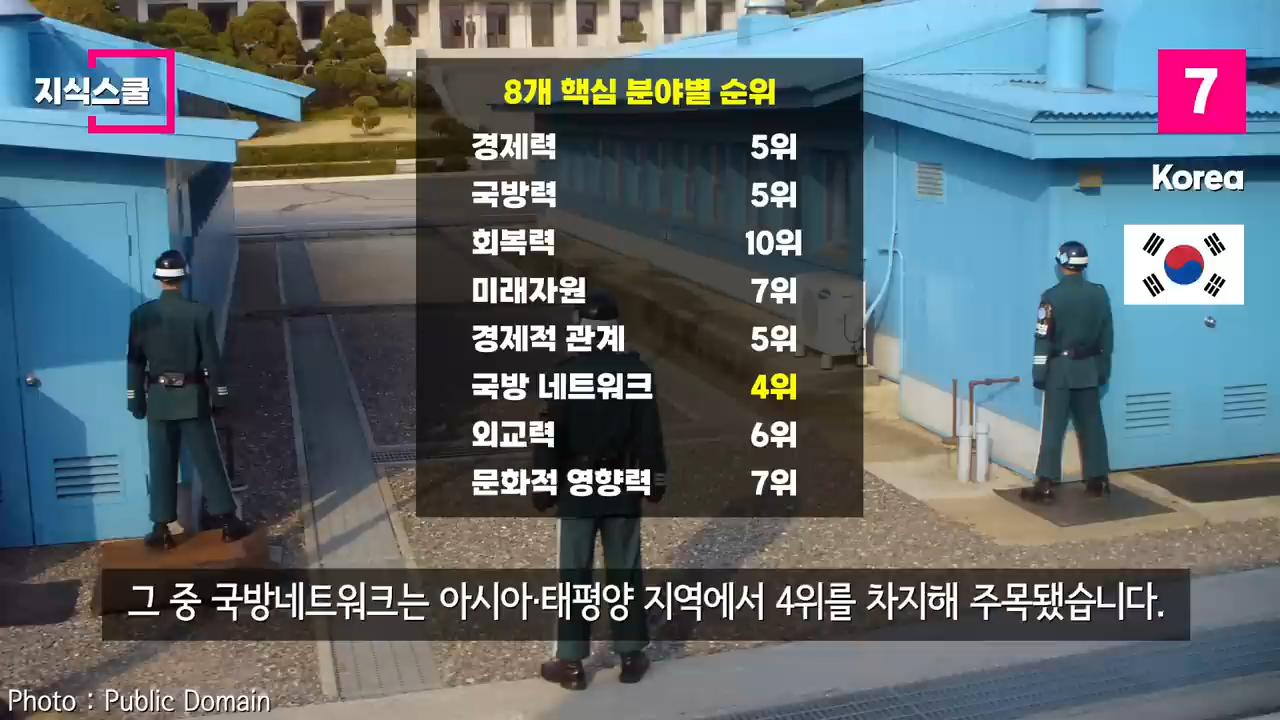 지식스쿨
7
Korea
8개 핵심 분야별 순위
경제력 5위
국방력 5위
회복력 10위
미래자원 7위
경제적 관계 5위
국방 네트워크 4위
외교력 6위
문화적 영향력 7위
그 중 국방네트워크는 아시아·태평양 지역에서 4위를 차지해 주목됐습니다.
Photo : Public Domain